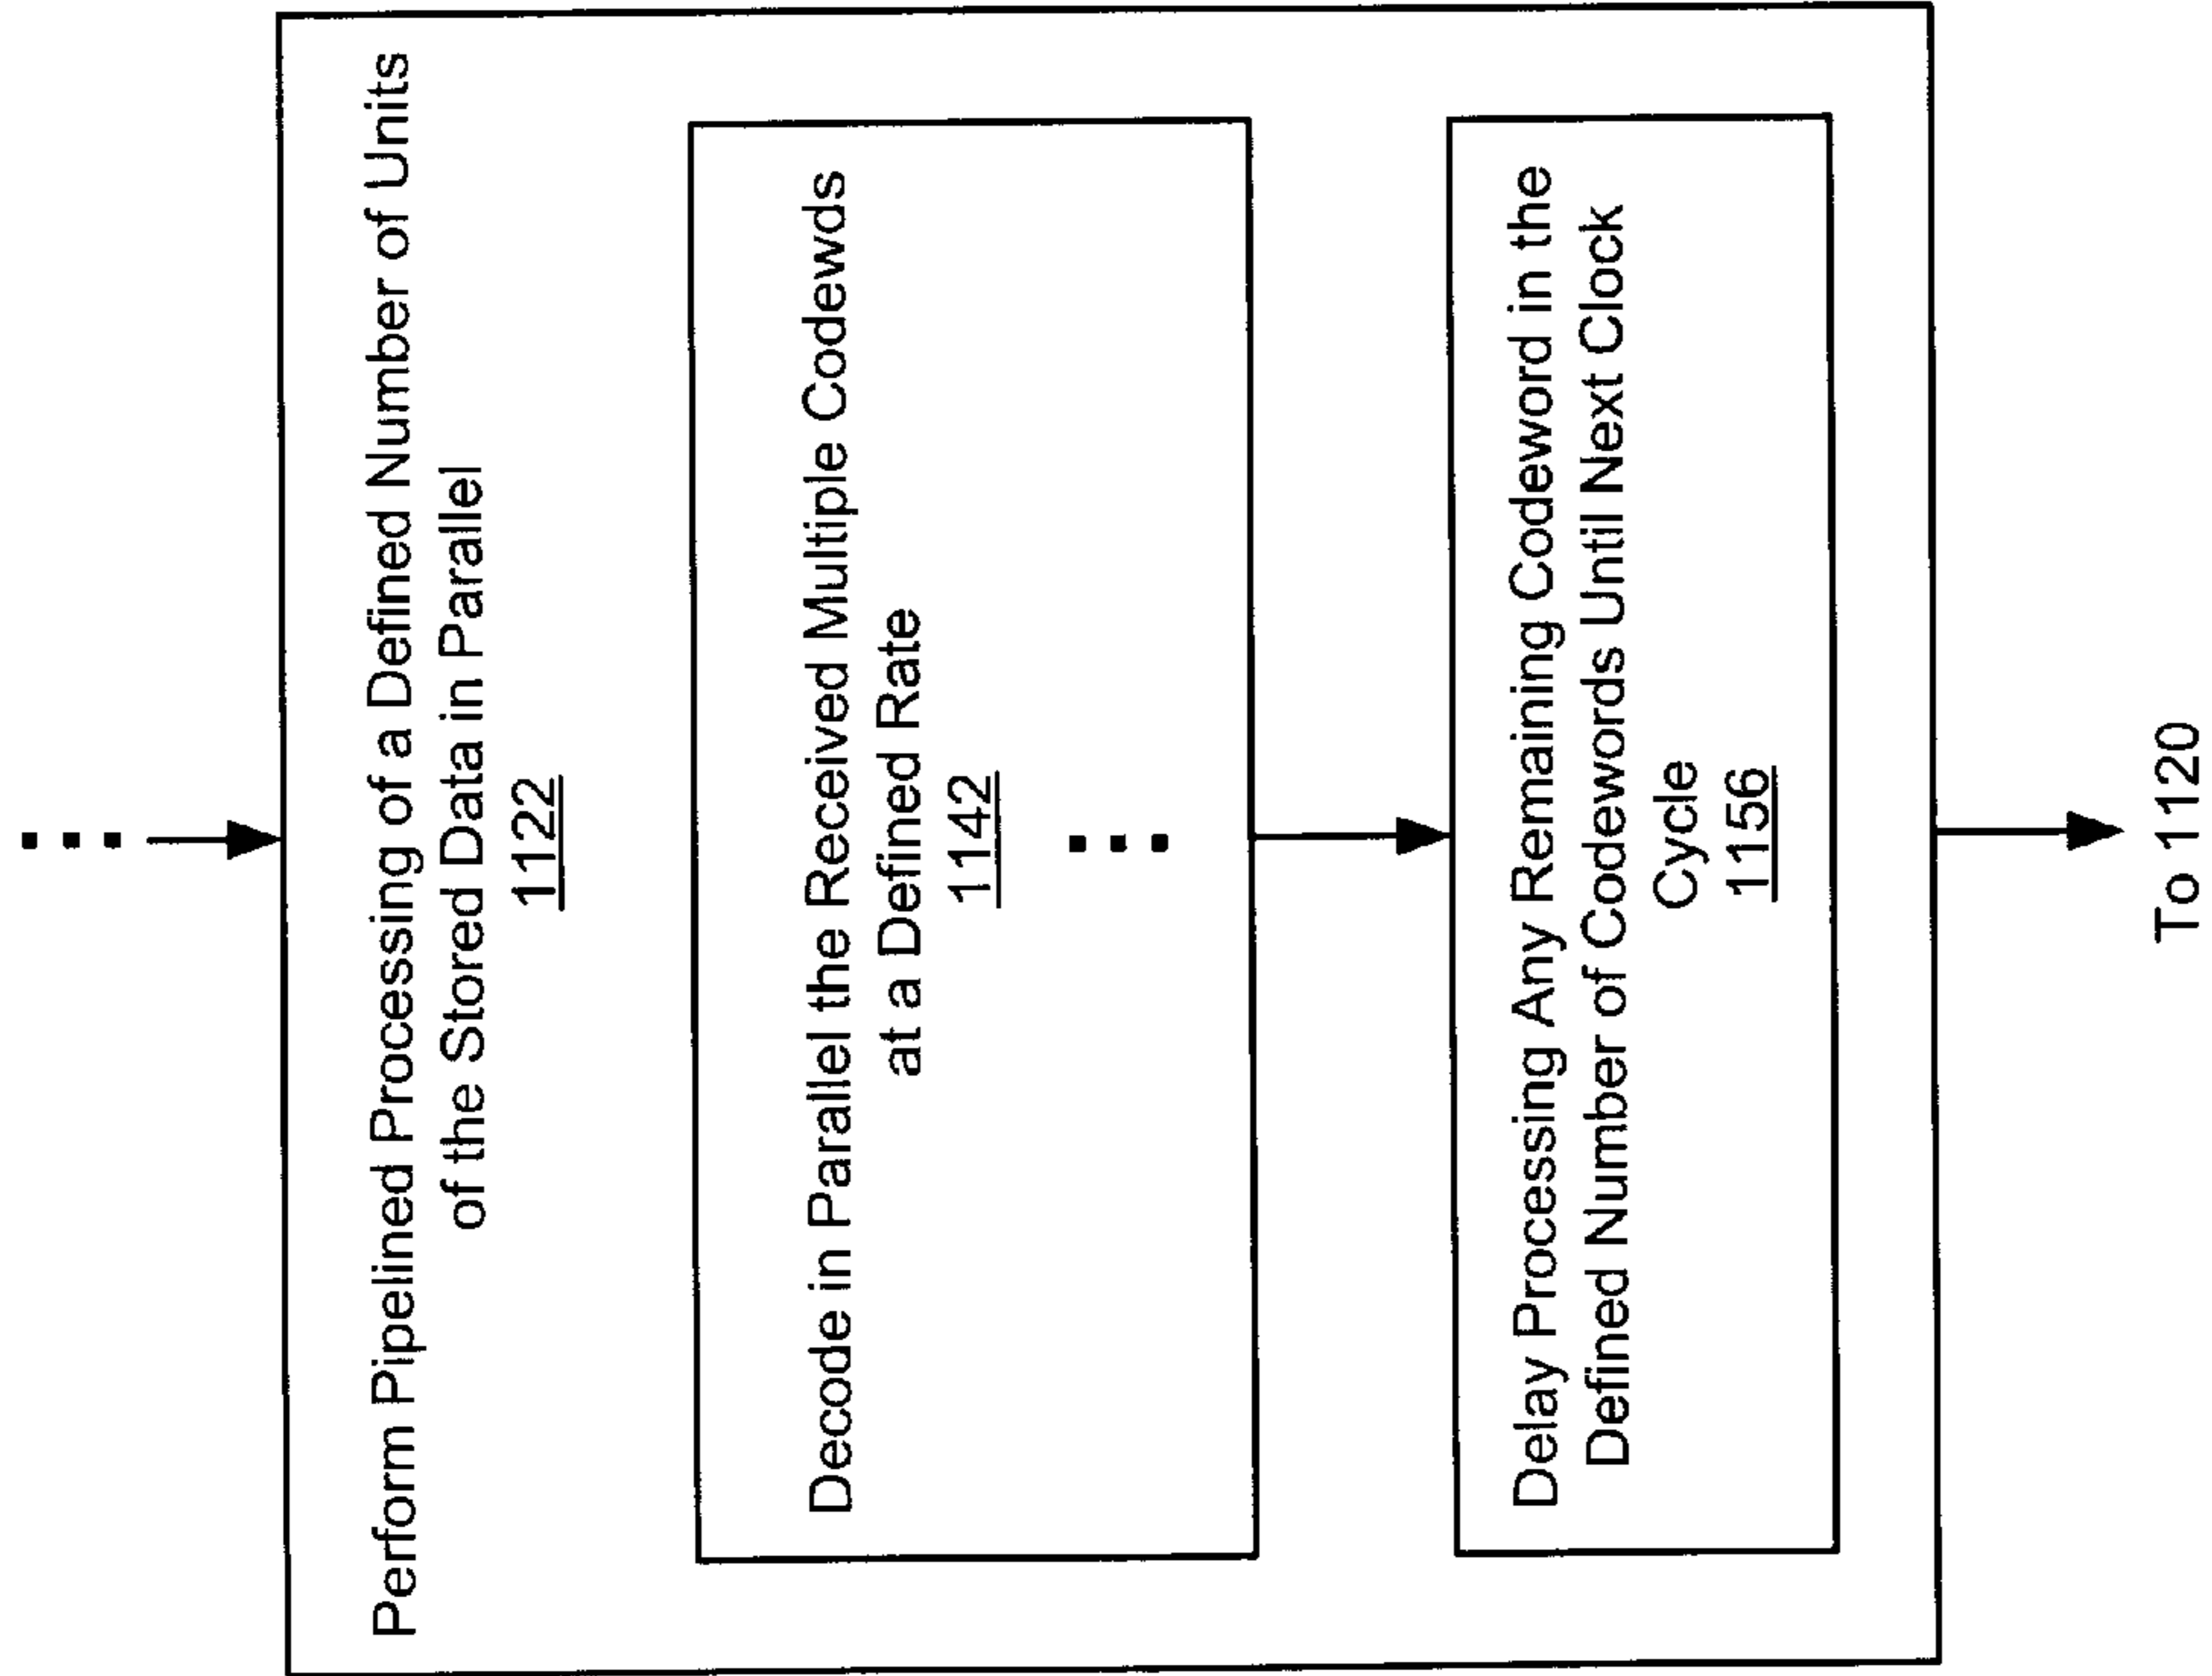 Perform Pipelined Processing of a Defined Number of Units
of the Stored Data in Parallel
1122
Decode in Parallel the Received Multiple Codewds
at a Defined Rate
1142
Delay Processing Any Remaining Codeword in the
Defined Number of Codewords Until Next Clock
Cycle
1156
To 1120